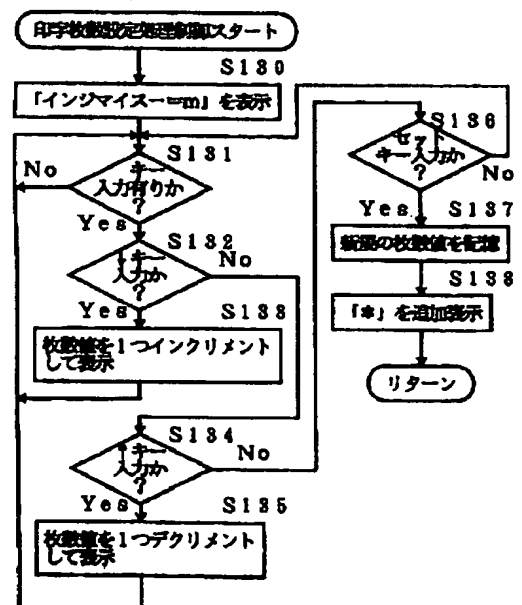 印字枚数設定処理制御スタート
S130
「インジマイスー=m」を表示
S131
キー
入力有りか
?
No
Yes
S132
↓キー
入力か
?
No
Yes
S133
枚数値を1つインクリメント
して表示
S134
↑キー
入力か
?
No
Yes
S135
枚数値を1つデクリメント
して表示
S136
セット
キー入力か
?
No
Yes
S137
新規の枚数値を記憶
S138
「*」を追加表示
リターン